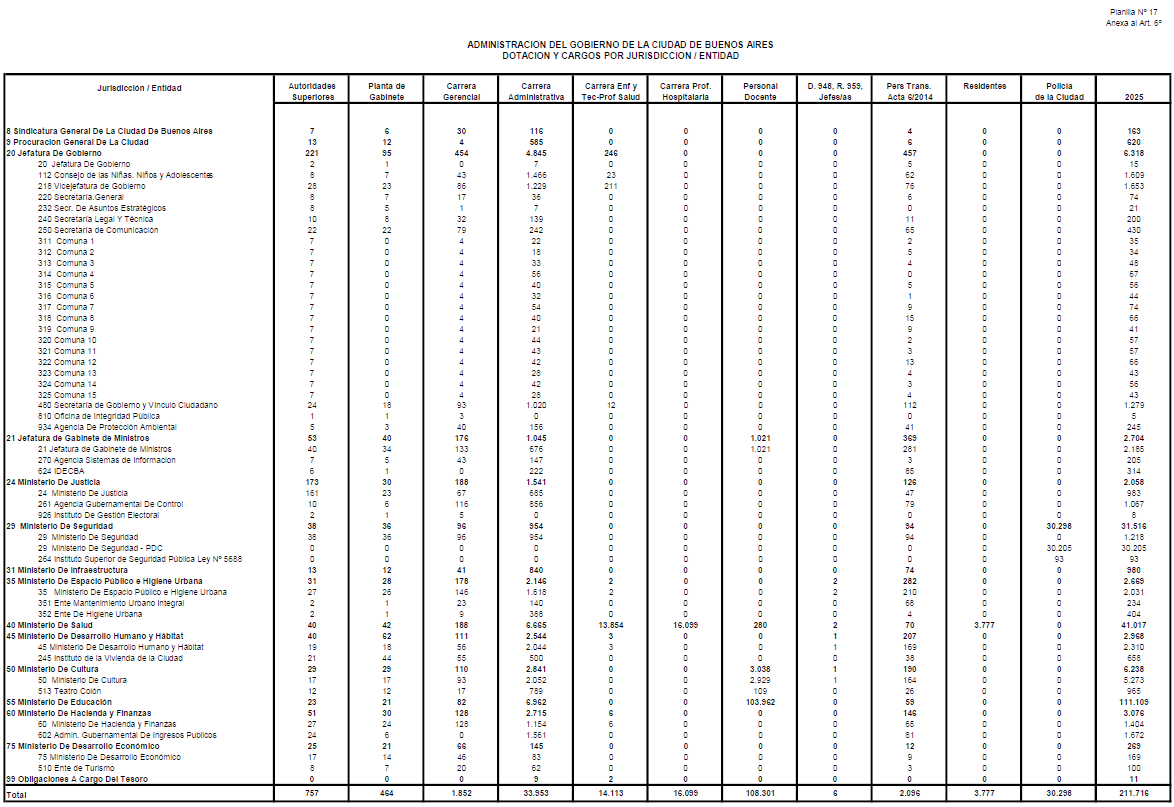 Planilla Nº 17
Anexa al Art. 6º
ADMINISTRACION DEL GOBIERNO DE LA CIUDAD DE BUENOS AIRES
DOTACION Y CARGOS POR JURISDICCION / ENTIDAD
Jurisdicción / Entidad Autoridades Superiores Planta de Gabinete Carrera Gerencial Carrera Administrativa Carrera Enf y Tec-Prof Salud Carrera Prof. Hospitalaria Personal Docente D. 948, R. 959, Jefes/as Pers Trans. Acta 6/2014 Residentes Policía de la Ciudad 2025
8 Sindicatura General De La Ciudad De Buenos Aires 7 6 30 116 0 0 0 0 4 0 0 163
9 Procuracion General De La Ciudad 13 12 4 585 0 0 0 0 6 0 0 620
20 Jefatura De Gobierno 221 95 454 4.845 246 0 0 0 457 0 0 6.318
20 Jefatura De Gobierno 2 1 0 7 0 0 0 0 5 0 0 15
112 Consejo de las Niñas. Niños y Adolescentes 8 7 43 1.466 23 0 0 0 62 0 0 1.609
218 Vicejefatura de Gobierno 28 23 86 1.229 211 0 0 0 76 0 0 1.653
220 Secretaría.General 8 7 17 36 0 0 0 0 6 0 0 74
232 Secr. De Asuntos Estratégicos 8 5 1 7 0 0 0 0 0 0 0 21
240 Secretaría Legal Y Técnica 10 8 32 139 0 0 0 0 11 0 0 200
250 Secretaría de Comunicación 22 22 79 242 0 0 0 0 65 0 0 430
311 Comuna 1 7 0 4 22 0 0 0 0 2 0 0 35
312 Comuna 2 7 0 4 18 0 0 0 0 5 0 0 34
313 Comuna 3 7 0 4 33 0 0 0 0 4 0 0 48
314 Comuna 4 7 0 4 56 0 0 0 0 0 0 0 67
315 Comuna 5 7 0 4 40 0 0 0 0 5 0 0 56
316 Comuna 6 7 0 4 32 0 0 0 0 1 0 0 44
317 Comuna 7 7 0 4 54 0 0 0 0 9 0 0 74
318 Comuna 8 7 0 4 40 0 0 0 0 15 0 0 66
319 Comuna 9 7 0 4 21 0 0 0 0 9 0 0 41
320 Comuna 10 7 0 4 44 0 0 0 0 2 0 0 57
321 Comuna 11 7 0 4 43 0 0 0 0 3 0 0 57
322 Comuna 12 7 0 4 42 0 0 0 0 13 0 0 66
323 Comuna 13 7 0 4 28 0 0 0 0 4 0 0 43
324 Comuna 14 7 0 4 42 0 0 0 0 3 0 0 56
325 Comuna 15 7 0 4 28 0 0 0 0 4 0 0 43
480 Secretaría de Gobierno y Vínculo Ciudadano 24 18 93 1.020 12 0 0 0 112 0 0 1.279
810 Oficina de Integridad Pública 1 1 3 0 0 0 0 0 0 0 0 5
934 Agencia De Protección Ambiental 5 3 40 156 0 0 0 0 41 0 0 245
21 Jefatura de Gabinete de Ministros 53 40 176 1.045 0 0 1.021 0 369 0 0 2.704
21 Jefatura de Gabinete de Ministros 40 34 133 676 0 0 1.021 0 281 0 0 2.185
270 Agencia Sistemas de Informacion 7 5 43 147 0 0 0 0 3 0 0 205
624 IDECBA 6 1 0 222 0 0 0 0 85 0 0 314
24 Ministerio De Justicia 173 30 188 1.541 0 0 0 0 126 0 0 2.058
24 Ministerio De Justicia 161 23 67 685 0 0 0 0 47 0 0 983
261 Agencia Gubernamental De Control 10 6 116 856 0 0 0 0 79 0 0 1.067
926 Instituto De Gestión Electoral 2 1 5 0 0 0 0 0 0 0 0 8
29 Ministerio De Seguridad 38 36 96 954 0 0 0 0 94 0 30.298 31.516
29 Ministerio De Seguridad 38 36 96 954 0 0 0 0 94 0 0 1.218
29 Ministerio De Seguridad - PDC 0 0 0 0 0 0 0 0 0 0 30.205 30.205
264 Instituto Superior de Seguridad Pública Ley Nº 5688 0 0 0 0 0 0 0 0 0 0 93 93
31 Ministerio De Infraestructura 13 12 41 840 0 0 0 0 74 0 0 980
35 Ministerio De Espacio Público e Higiene Urbana 31 28 178 2.146 2 0 0 2 282 0 0 2.669
35 Ministerio De Espacio Público e Higiene Urbana 27 26 146 1.618 2 0 0 2 210 0 0 2.031
351 Ente Mantenimiento Urbano Integral 2 1 23 140 0 0 0 0 68 0 0 234
352 Ente De Higiene Urbana 2 1 9 388 0 0 0 0 4 0 0 404
40 Ministerio De Salud 40 42 188 6.665 13.854 16.099 280 2 70 3.777 0 41.017
45 Ministerio De Desarrollo Humano y Hábitat 40 62 111 2.544 3 0 0 1 207 0 0 2.968
45 Ministerio De Desarrollo Humano y Hábitat 19 18 56 2.044 3 0 0 1 169 0 0 2.310
245 Instituto de la Vivienda de la Ciudad 21 44 55 500 0 0 0 0 38 0 0 658
50 Ministerio De Cultura 29 29 110 2.841 0 0 3.038 1 190 0 0 6.238
50 Ministerio De Cultura 17 17 93 2.052 0 0 2.929 1 164 0 0 5.273
513 Teatro Colón 12 12 17 789 0 0 109 0 26 0 0 965
55 Ministerio De Educación 23 21 82 6.962 0 0 103.962 0 59 0 0 111.109
60 Ministerio De Hacienda y Finanzas 51 30 128 2.715 6 0 0 0 146 0 0 3.076
60 Ministerio De Hacienda y Finanzas 27 24 128 1.154 6 0 0 0 65 0 0 1.404
602 Admin. Gubernamental De Ingresos Publicos 24 6 0 1.561 0 0 0 0 81 0 0 1.672
75 Ministerio De Desarrollo Económico 25 21 66 145 0 0 0 0 12 0 0 269
75 Ministerio De Desarrollo Económico 17 14 46 83 0 0 0 0 9 0 0 169
510 Ente de Turismo 8 7 20 62 0 0 0 0 3 0 0 100
99 Obligaciones A Cargo Del Tesoro 0 0 0 9 2 0 0 0 0 0 0 11
Total 757 464 1.852 33.953 14.113 16.099 108.301 6 2.096 3.777 30.298 211.716